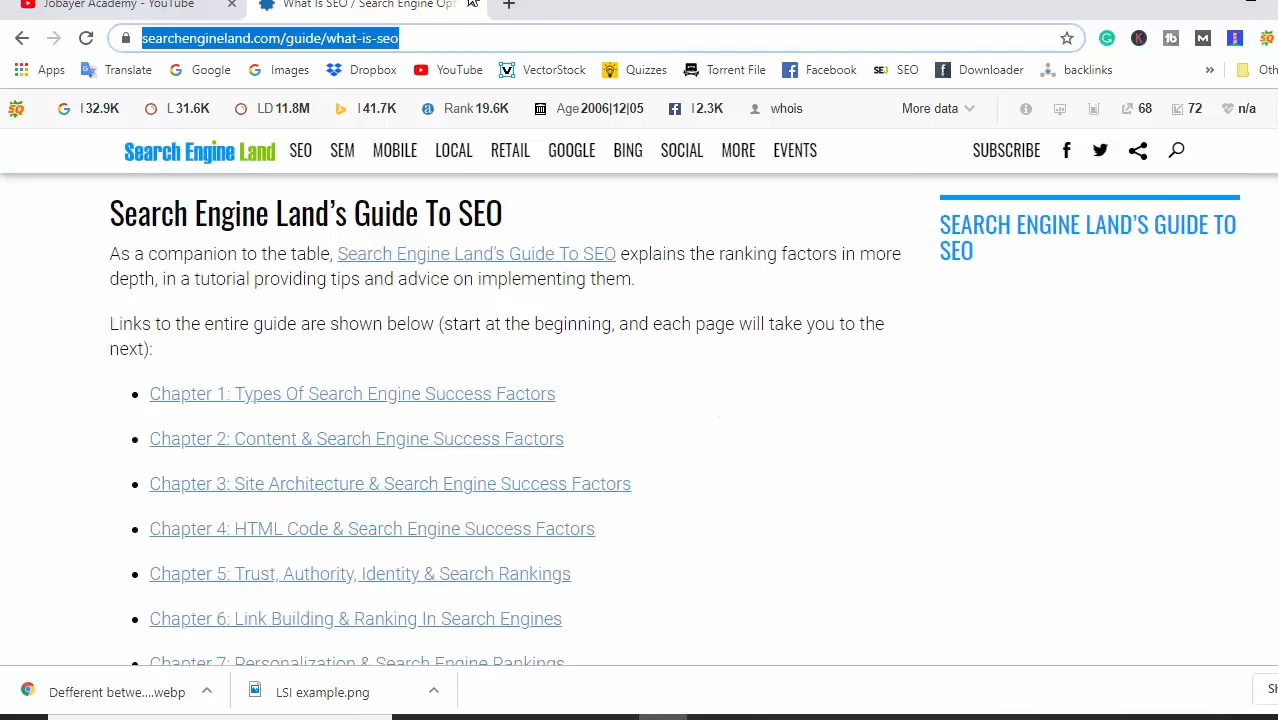 Jobayer Academy - YouTube
What Is SEO / Search Engine Opt
searchengineland.com/guide/what-is-seo
Apps Translate Google Images Dropbox YouTube VectorStock Quizzes Torrent File Facebook SEO Downloader backlinks » Oth
I 32.9K L 31.6K LD 11.8M I 41.7K Rank 19.6K Age 2006|12|05 I 2.3K whois More data 68 72 n/a
Search Engine Land SEO SEM MOBILE LOCAL RETAIL GOOGLE BING SOCIAL MORE EVENTS SUBSCRIBE
Search Engine Land's Guide To SEO
As a companion to the table, Search Engine Land's Guide To SEO explains the ranking factors in more
depth, in a tutorial providing tips and advice on implementing them.
Links to the entire guide are shown below (start at the beginning, and each page will take you to the
next):
• Chapter 1: Types Of Search Engine Success Factors
• Chapter 2: Content & Search Engine Success Factors
• Chapter 3: Site Architecture & Search Engine Success Factors
• Chapter 4: HTML Code & Search Engine Success Factors
• Chapter 5: Trust, Authority, Identity & Search Rankings
• Chapter 6: Link Building & Ranking In Search Engines
• Chapter 7: Personalization & Search Engine Rankings
SEARCH ENGINE LAND'S GUIDE TO
SEO
Defferent betwe....webp
LSI example.png